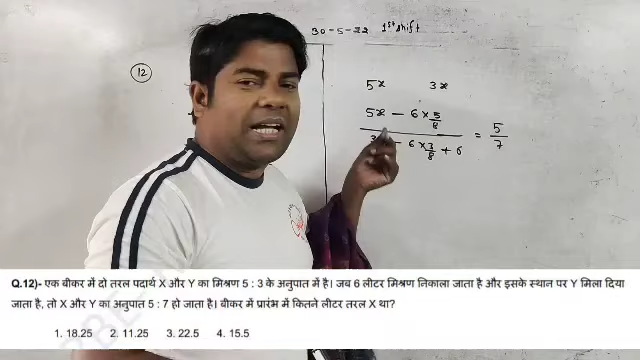 30-5-22 1st shift
12
5x 3x
5x - 6 × 5/8
- 6 × 3/8 + 6
= 5/7
Q.12)- एक बीकर में दो तरल पदार्थ X और Y का मिश्रण 5 : 3 के अनुपात में है। जब 6 लीटर मिश्रण निकाला जाता है और इसके स्थान पर Y मिला दिया
जाता है, तो X और Y का अनुपात 5 : 7 हो जाता है। बीकर में प्रारंभ में कितने लीटर तरल X था?
1. 18.25 2. 11.25 3. 22.5 4. 15.5